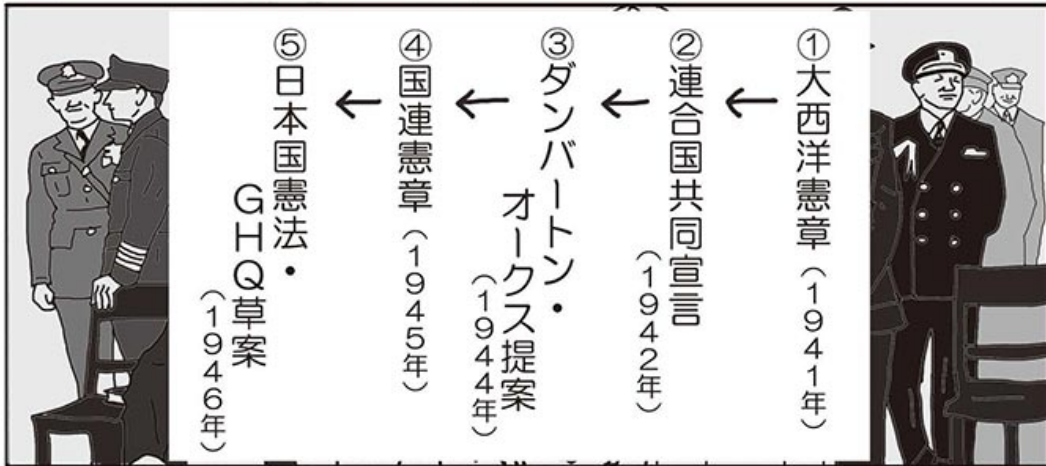 ①大西洋憲章（1941年）
←
②連合国共同宣言
（1942年）
←
③ダンバートン・
オークス提案
（1944年）
←
④国連憲章（1945年）
←
⑤日本国憲法・
GHQ草案
（1946年）